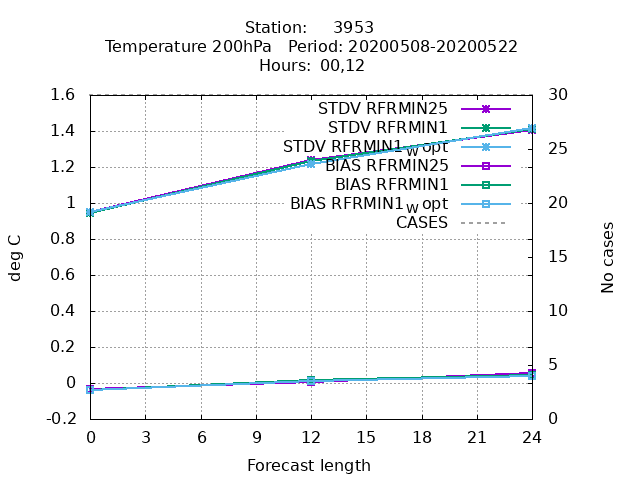 Station: 3953
Temperature 200hPa Period: 20200508-20200522
Hours: 00,12
1.6
1.4
1.2
1
0.8
0.6
0.4
0.2
0
-0.2
deg C
30
25
20
15
10
5
0
No cases
STDV RFRMIN25
STDV RFRMIN1
STDV RFRMIN1_w opt
BIAS RFRMIN25
BIAS RFRMIN1
BIAS RFRMIN1_w opt
CASES
0 3 6 9 12 15 18 21 24
Forecast length